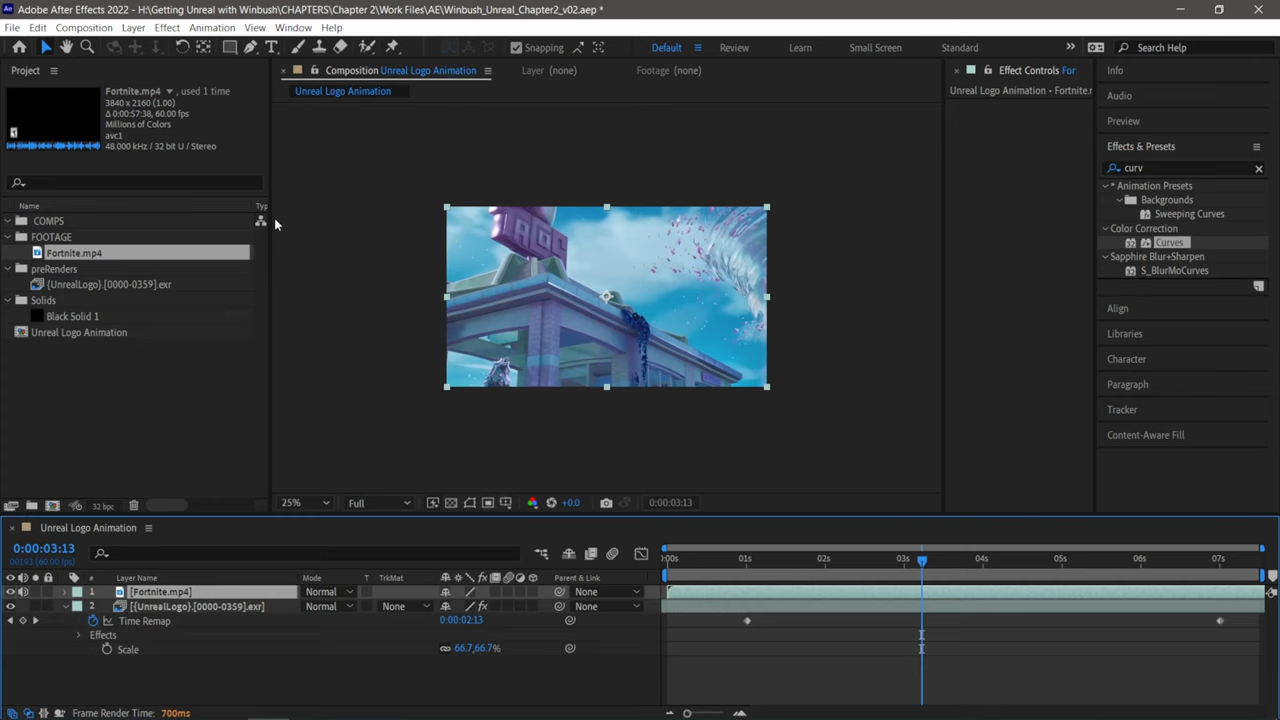 Adobe After Effects 2022 - H:\Getting Unreal with Winbush\CHAPTERS\Chapter 2\Work Files\AE\Winbush_Unreal_Chapter2_v02.aep *
File Edit Composition Layer Effect Animation View Window Help
Snapping Default Review Learn Small Screen Standard Search Help
Project
Composition Unreal Logo Animation Layer (none) Footage (none)
Effect Controls For
Info
Unreal Logo Animation
Unreal Logo Animation • Fortnite.m
Fortnite.mp4 , used 1 time
3840 x 2160 (1.00)
Δ 0:00:57:38, 60.00 fps
Millions of Colors
avc1
48.000 kHz / 32 bit U / Stereo
Audio
Preview
Effects & Presets
curv
* Animation Presets
Backgrounds
Sweeping Curves
Color Correction
Curves
Sapphire Blur+Sharpen
S_BlurMoCurves
Align
Libraries
Character
Paragraph
Tracker
Content-Aware Fill
Name Typ
COMPS
FOOTAGE
Fortnite.mp4
preRenders
{UnrealLogo}.[0000-0359].exr
Solids
Black Solid 1
Unreal Logo Animation
32 bpc
25% Full +0.0 0:00:03:13
Unreal Logo Animation
0:00:03:13
00193 (60.00 fps)
:00s 01s 02s 03s 04s 05s 06s 07s
# Layer Name Mode T TrkMat Parent & Link
1 [Fortnite.mp4] Normal None
2 [{UnrealLogo}.[0000-0359].exr] Normal None None
Time Remap 0:00:02:13
Effects
Scale 66.7,66.7%
Frame Render Time: 700ms